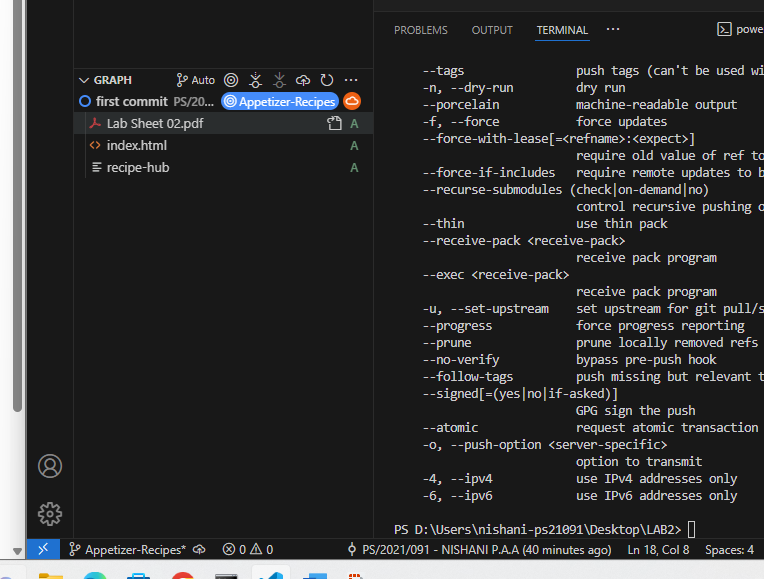 GRAPH
Auto
first commit PS/20... Appetizer-Recipes
Lab Sheet 02.pdf A
index.html A
recipe-hub A
PROBLEMS OUTPUT TERMINAL ... powe
--tags push tags (can't be used wi
-n, --dry-run dry run
--porcelain machine-readable output
-f, --force force updates
--force-with-lease[=<refname>:<expect>]
require old value of ref to
--force-if-includes require remote updates to b
--recurse-submodules (check|on-demand|no)
control recursive pushing o
--thin use thin pack
--receive-pack <receive-pack>
receive pack program
--exec <receive-pack>
receive pack program
-u, --set-upstream set upstream for git pull/s
--progress force progress reporting
--prune prune locally removed refs
--no-verify bypass pre-push hook
--follow-tags push missing but relevant t
--signed[=(yes|no|if-asked)]
GPG sign the push
--atomic request atomic transaction
-o, --push-option <server-specific>
option to transmit
-4, --ipv4 use IPv4 addresses only
-6, --ipv6 use IPv6 addresses only
PS D:\Users\nishani-ps21091\Desktop\LAB2>
Appetizer-Recipes* 0 0 PS/2021/091 - NISHANI P.A.A (40 minutes ago) Ln 18, Col 8 Spaces: 4